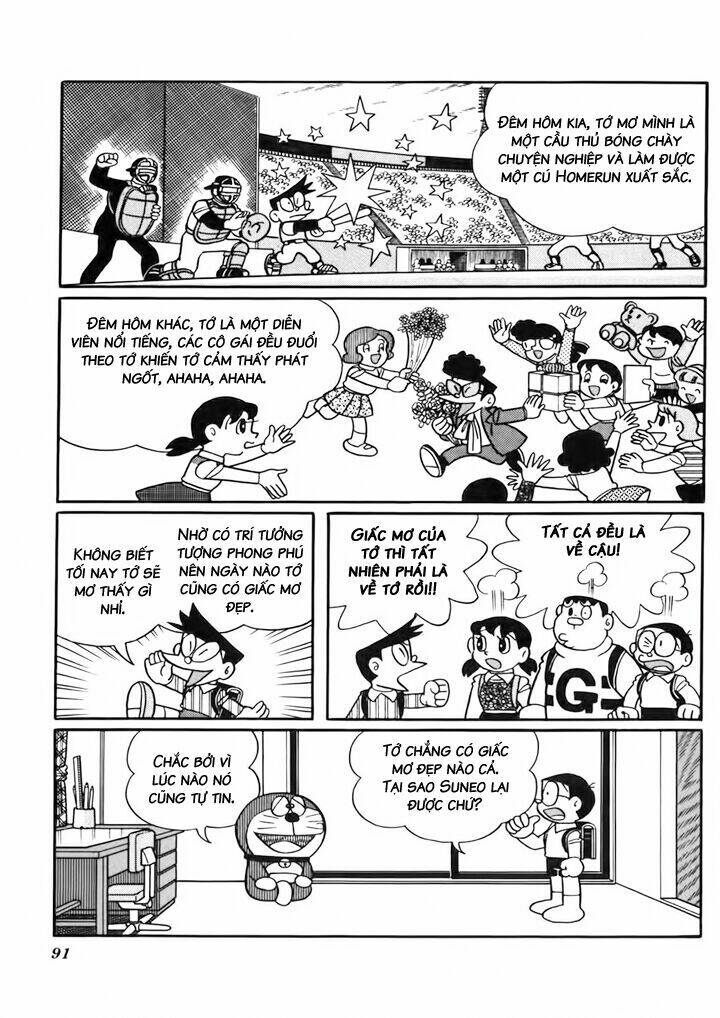 ĐÊM HÔM KIA, TỚ MƠ MÌNH LÀ
MỘT CẦU THỦ BÓNG CHÀY
CHUYÊN NGHIỆP VÀ LÀM ĐƯỢC
MỘT CÚ HOMERUN XUẤT SẮC.
ĐÊM HÔM KHÁC, TỚ LÀ MỘT DIỄN
VIÊN NỔI TIẾNG, CÁC CÔ GÁI ĐỀU ĐUỔI
THEO TỚ KHIẾN TỚ CẢM THẤY PHÁT
NGỐT, AHAHA, AHAHA.
NHỜ CÓ TRÍ TƯỞNG
TƯỢNG PHONG PHÚ
NÊN NGÀY NÀO TỚ
CŨNG CÓ GIẤC MƠ
ĐẸP.
KHÔNG BIẾT
TỐI NAY TỚ SẼ
MƠ THẤY GÌ
NHỈ.
TẤT CẢ ĐỀU LÀ
VỀ CẬU!
GIẤC MƠ CỦA
TỚ THÌ TẤT
NHIÊN PHẢI LÀ
VỀ TỚ RỒI!!
G
TỚ CHẲNG CÓ GIẤC
MƠ ĐẸP NÀO CẢ.
TẠI SAO SUNEO LẠI
ĐƯỢC CHỨ?
CHẮC BỞI VÌ
LÚC NÀO NÓ
CŨNG TỰ TIN.
91